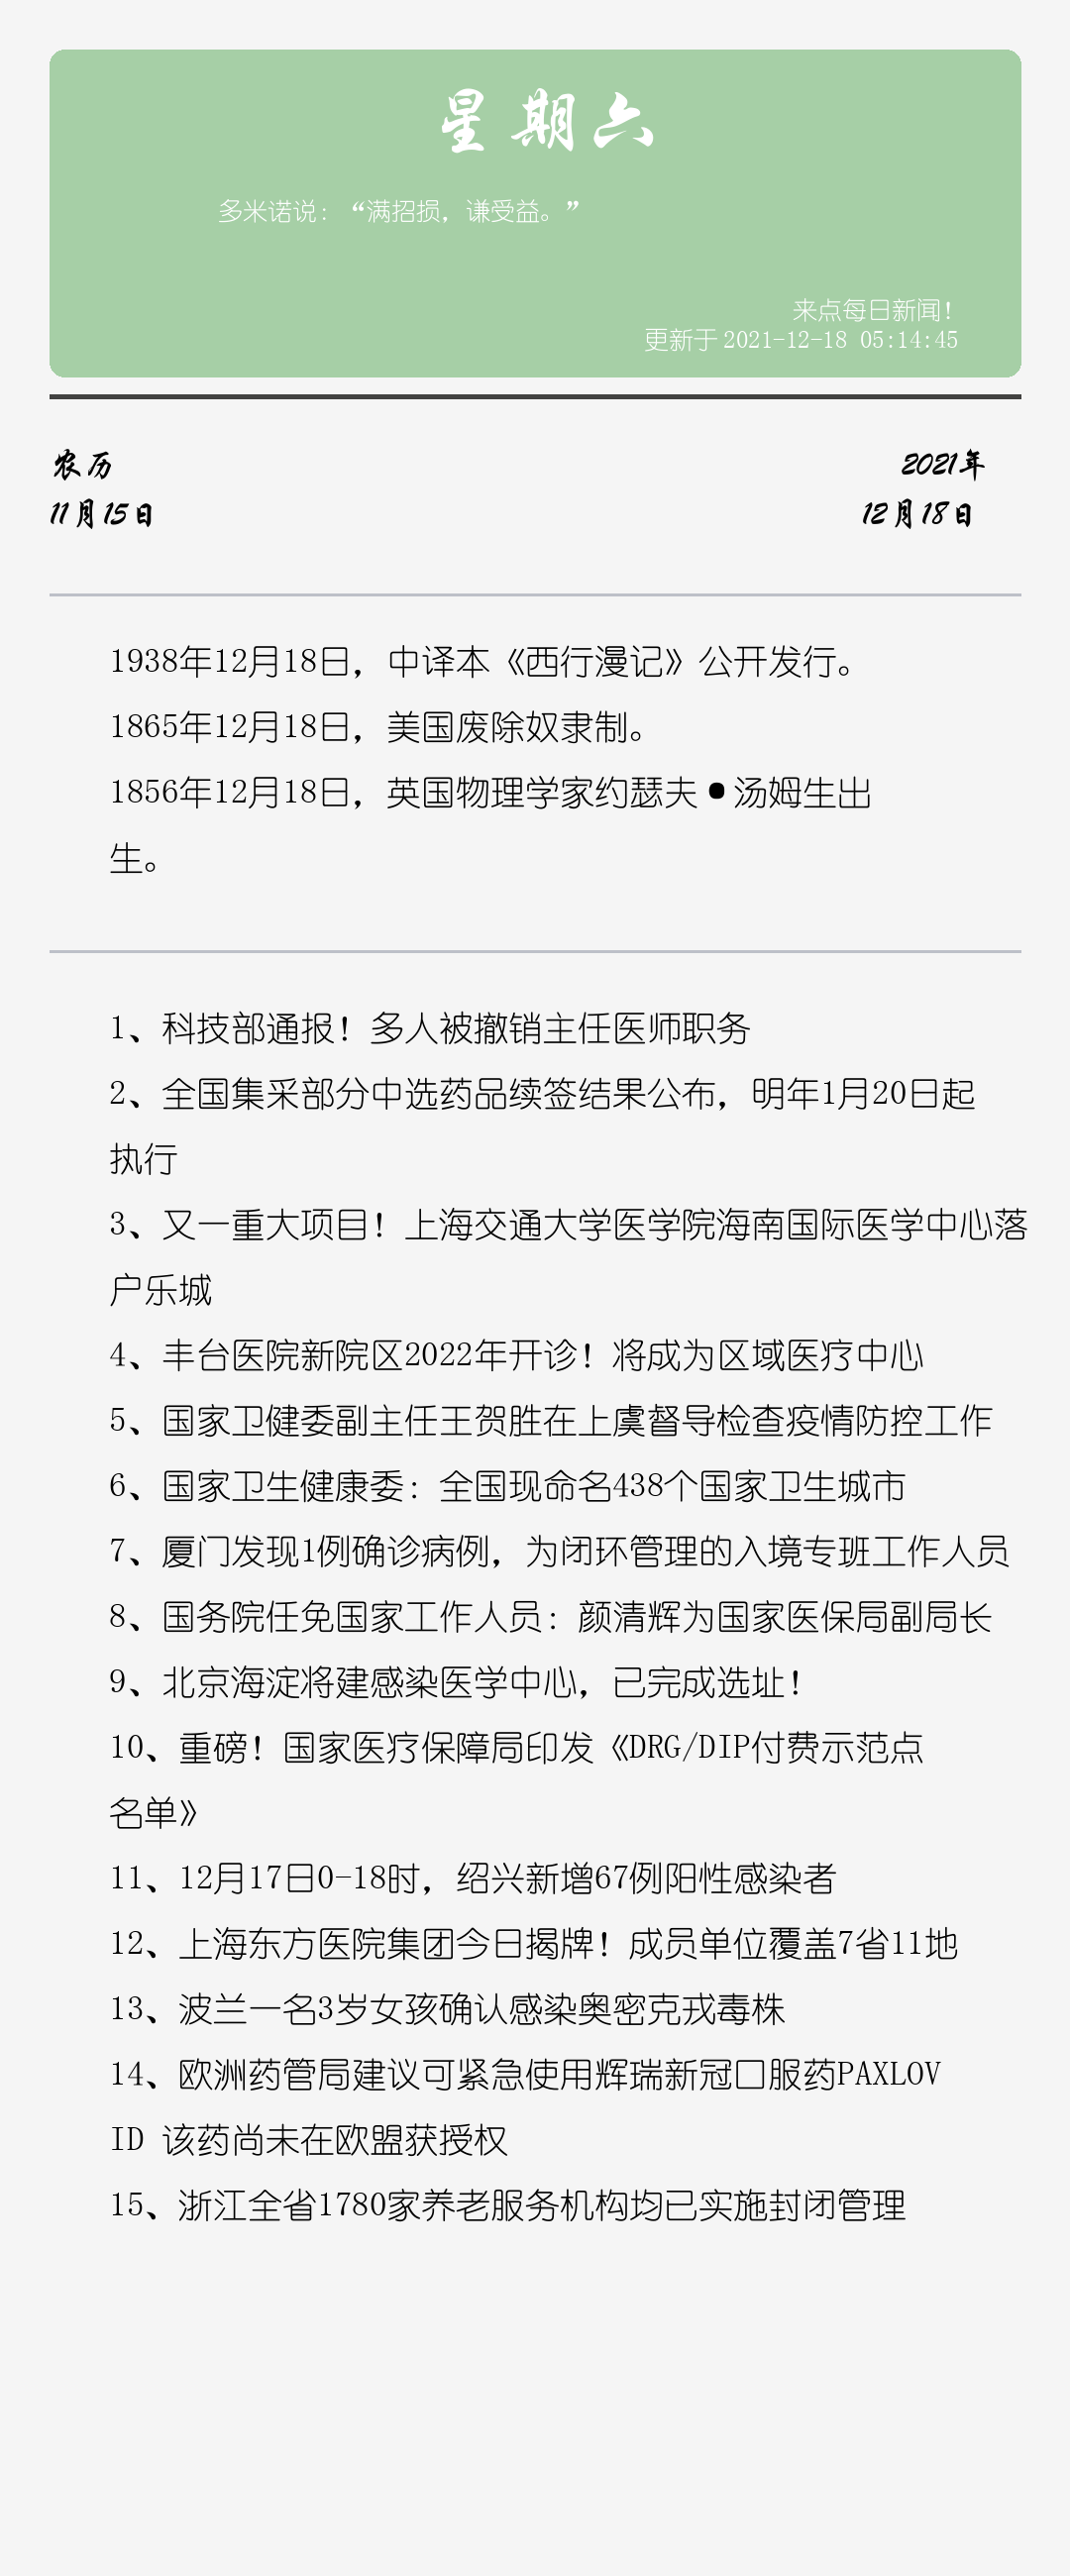 星期六
多米诺说：“满招损，谦受益。”
来点每日新闻！
更新于2021-12-18 05:14:45
农历
2021年
11月15日
12月18日
1938年12月18日，中译本《西行漫记》公开发行。
1865年12月18日，美国废除奴隶制。
1856年12月18日，英国物理学家约瑟夫•汤姆生出
生。
1、科技部通报！多人被撤销主任医师职务
2、全国集采部分中选药品续签结果公布，明年1月20日起
执行
3、又一重大项目！上海交通大学医学院海南国际医学中心落
户乐城
4、丰台医院新院区2022年开诊！将成为区域医疗中心
5、国家卫健委副主任王贺胜在上虞督导检查疫情防控工作
6、国家卫生健康委：全国现命名438个国家卫生城市
7、厦门发现1例确诊病例，为闭环管理的入境专班工作人员
8、国务院任免国家工作人员：颜清辉为国家医保局副局长
9、北京海淀将建感染医学中心，已完成选址！
10、重磅！国家医疗保障局印发《DRG/DIP付费示范点
名单》
11、12月17日0-18时，绍兴新增67例阳性感染者
12、上海东方医院集团今日揭牌！成员单位覆盖7省11地
13、波兰一名3岁女孩确认感染奥密克戎毒株
14、欧洲药管局建议可紧急使用辉瑞新冠口服药PAXLOV
ID 该药尚未在欧盟获授权
15、浙江全省1780家养老服务机构均已实施封闭管理